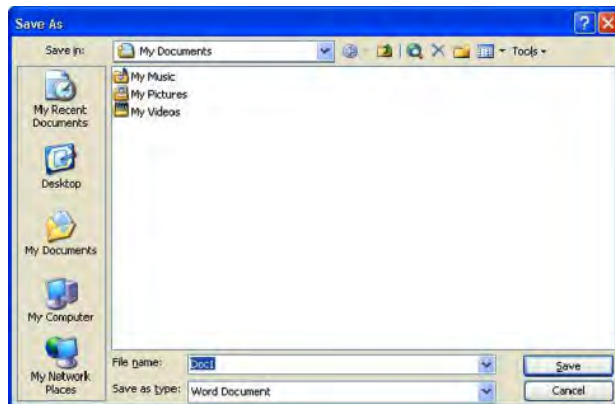 Save As
Save in: My Documents Tools
My Music
My Pictures
My Videos
My Recent
Documents
Desktop
My Documents
My Computer
My Network
Places
File name: Doc1 Save
Save as type: Word Document Cancel